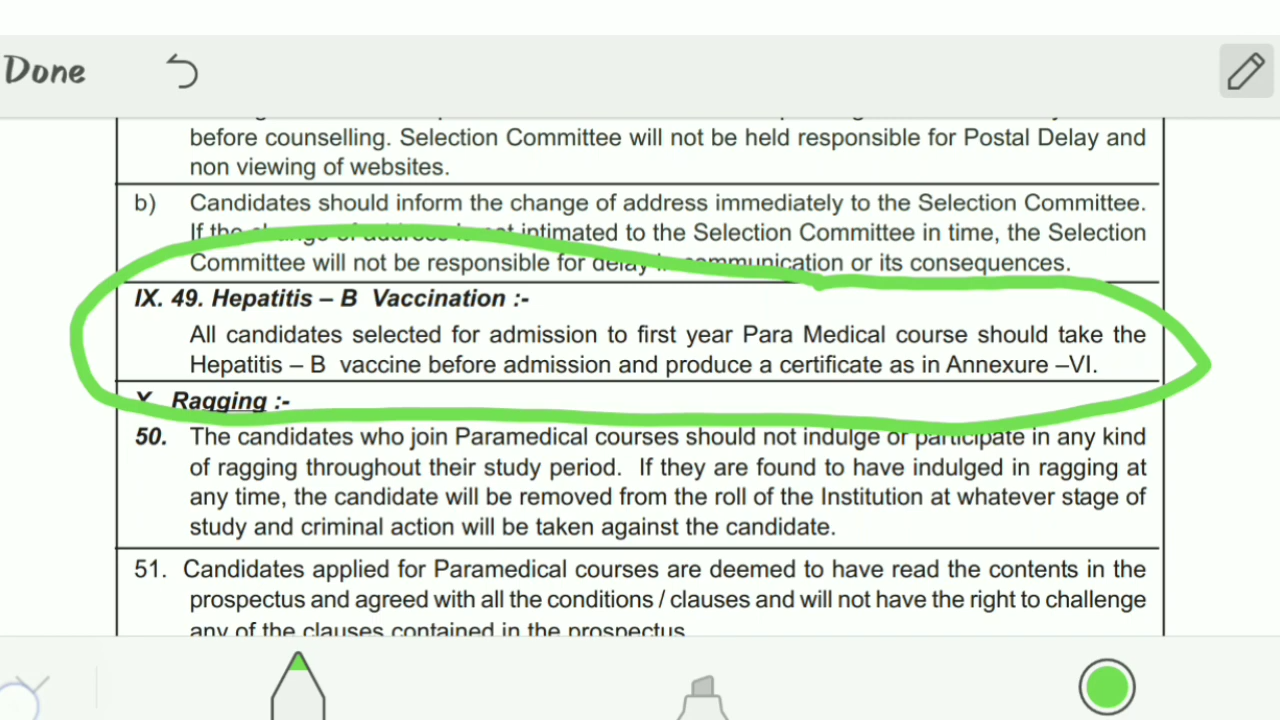 Done
before counselling. Selection Committee will not be held responsible for Postal Delay and
non viewing of websites.
b) Candidates should inform the change of address immediately to the Selection Committee.
If the change of address is not intimated to the Selection Committee in time, the Selection
Committee will not be responsible for delay in communication or its consequences.
IX. 49. Hepatitis – B Vaccination :-
All candidates selected for admission to first year Para Medical course should take the
Hepatitis – B vaccine before admission and produce a certificate as in Annexure –VI.
X. Ragging :-
50. The candidates who join Paramedical courses should not indulge or participate in any kind
of ragging throughout their study period. If they are found to have indulged in ragging at
any time, the candidate will be removed from the roll of the Institution at whatever stage of
study and criminal action will be taken against the candidate.
51. Candidates applied for Paramedical courses are deemed to have read the contents in the
prospectus and agreed with all the conditions / clauses and will not have the right to challenge
any of the clauses contained in the prospectus